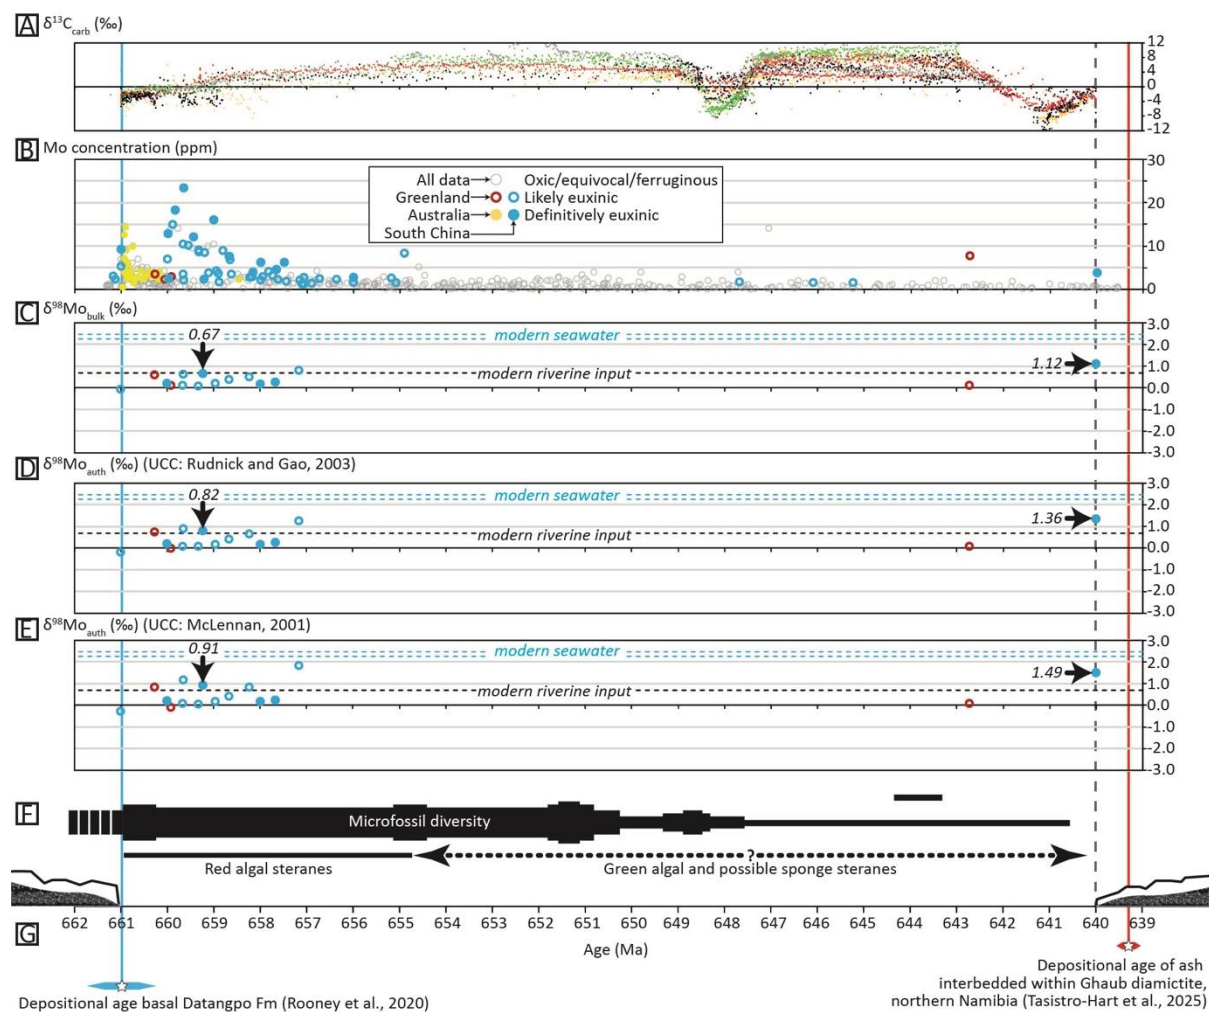 A δ¹³Ccarb (‰)
12
8
4
0
-4
-8
-12
B Mo concentration (ppm)
30
20
10
0
All data Oxic/equivocal/ferruginous
Greenland Likely euxinic
Australia Definitively euxinic
South China
C δ⁹⁸Mobulk (‰)
3.0
2.0
1.0
0.0
-1.0
-2.0
-3.0
modern seawater
0.67
modern riverine input
1.12
D δ⁹⁸Moauth (‰) (UCC: Rudnick and Gao, 2003)
3.0
2.0
1.0
0.0
-1.0
-2.0
-3.0
modern seawater
0.82
modern riverine input
1.36
E δ⁹⁸Moauth (‰) (UCC: McLennan, 2001)
3.0
2.0
1.0
0.0
-1.0
-2.0
-3.0
modern seawater
0.91
modern riverine input
1.49
F
Microfossil diversity
?
Red algal steranes
Green algal and possible sponge steranes
662 661 660 659 658 657 656 655 654 653 652 651 650 649 648 647 646 645 644 643 642 641 640 639
G
Age (Ma)
Depositional age basal Datangpo Fm (Rooney et al., 2020)
Depositional age of ash
interbedded within Ghaub diamictite,
northern Namibia (Tasistro-Hart et al., 2025)